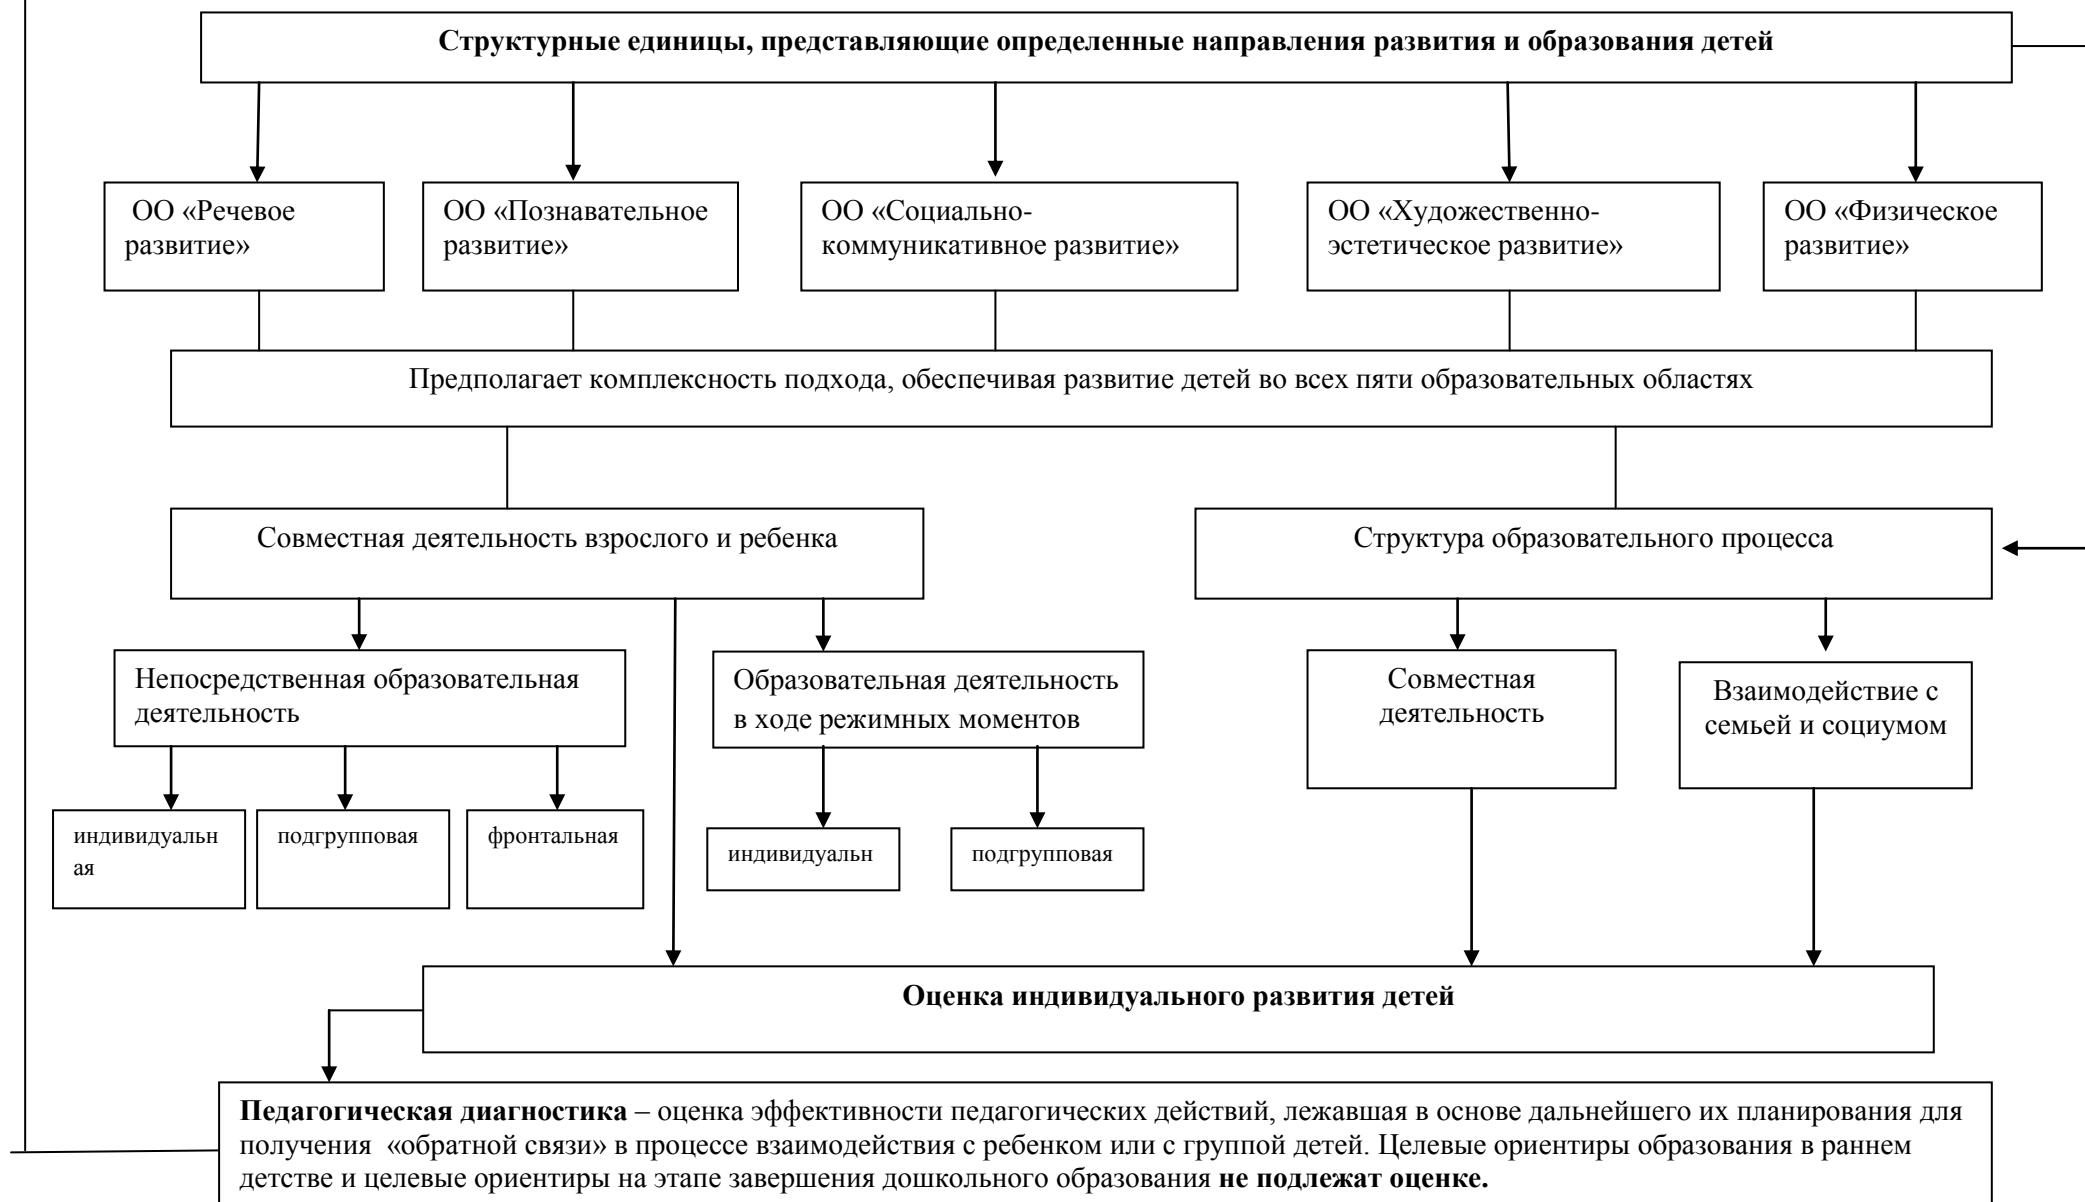 Структурные единицы, представляющие определенные направления развития и образования детей
ОО «Речевое
развитие»
ОО «Познавательное
развитие»
ОО «Социально-
коммуникативное развитие»
ОО «Художественно-
эстетическое развитие»
ОО «Физическое
развитие»
Предполагает комплексность подхода, обеспечивая развитие детей во всех пяти образовательных областях
Совместная деятельность взрослого и ребенка
Структура образовательного процесса
Непосредственная образовательная
деятельность
Образовательная деятельность
в ходе режимных моментов
Совместная
деятельность
Взаимодействие с
семьей и социумом
индивидуальн
ая
подгрупповая
фронтальная
индивидуальн
подгрупповая
Оценка индивидуального развития детей
Педагогическая диагностика – оценка эффективности педагогических действий, лежавшая в основе дальнейшего их планирования для
получения «обратной связи» в процессе взаимодействия с ребенком или с группой детей. Целевые ориентиры образования в раннем
детстве и целевые ориентиры на этапе завершения дошкольного образования не подлежат оценке.